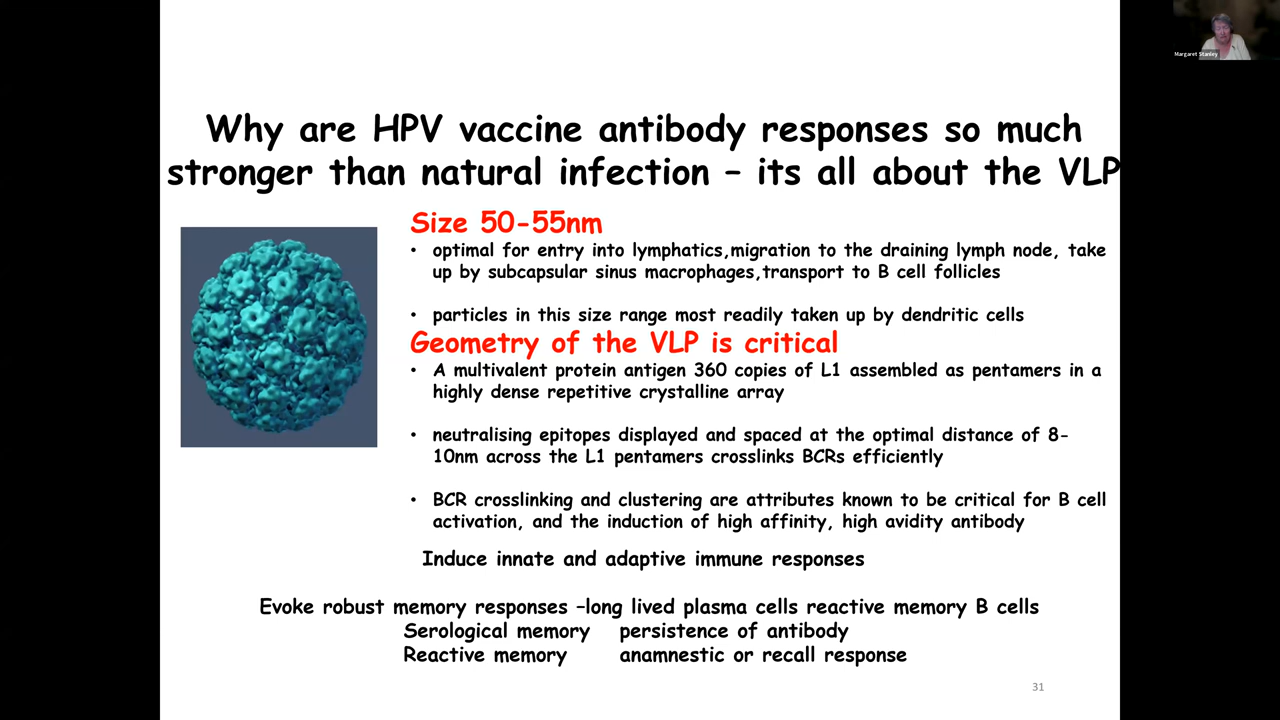 Margaret Stanley
Why are HPV vaccine antibody responses so much
stronger than natural infection – its all about the VLP
Size 50-55nm
• optimal for entry into lymphatics,migration to the draining lymph node, take
up by subcapsular sinus macrophages,transport to B cell follicles
• particles in this size range most readily taken up by dendritic cells
Geometry of the VLP is critical
• A multivalent protein antigen 360 copies of L1 assembled as pentamers in a
highly dense repetitive crystalline array
• neutralising epitopes displayed and spaced at the optimal distance of 8-
10nm across the L1 pentamers crosslinks BCRs efficiently
• BCR crosslinking and clustering are attributes known to be critical for B cell
activation, and the induction of high affinity, high avidity antibody
Induce innate and adaptive immune responses
Evoke robust memory responses –long lived plasma cells reactive memory B cells
Serological memory persistence of antibody
Reactive memory anamnestic or recall response
31